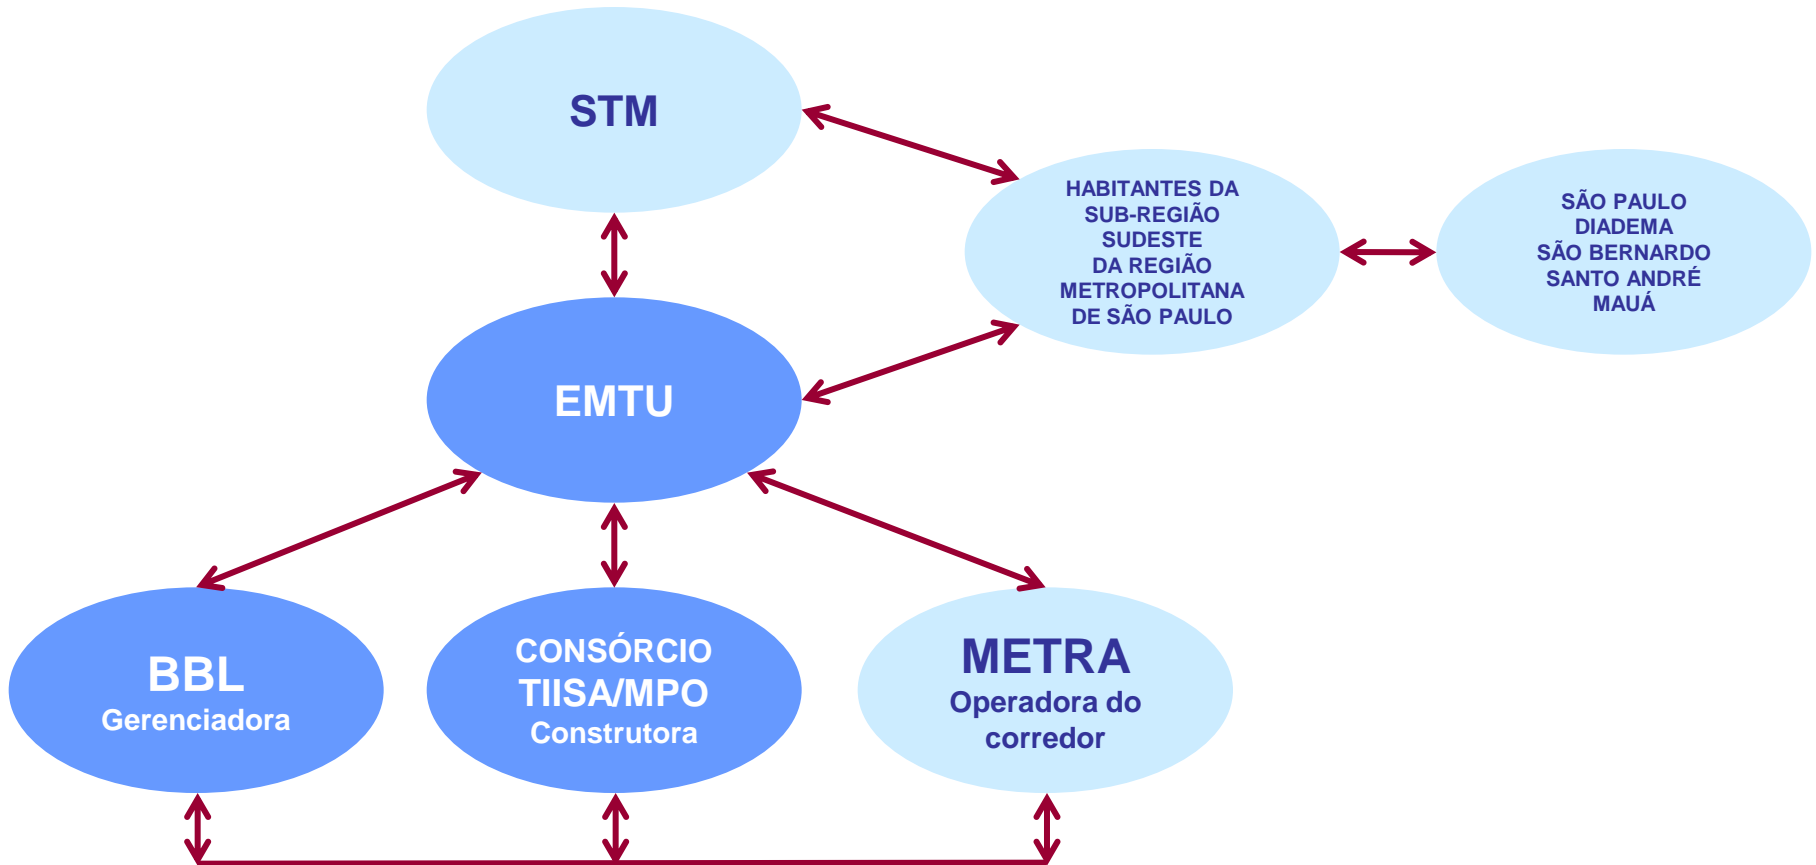 STM
HABITANTES DA
SUB-REGIÃO
SUDESTE
DA REGIÃO
METROPOLITANA
DE SÃO PAULO
SÃO PAULO
DIADEMA
SÃO BERNARDO
SANTO ANDRÉ
MAUÁ
EMTU
BBL
Gerenciadora
CONSÓRCIO
TIISA/MPO
Construtora
METRA
Operadora do
corredor